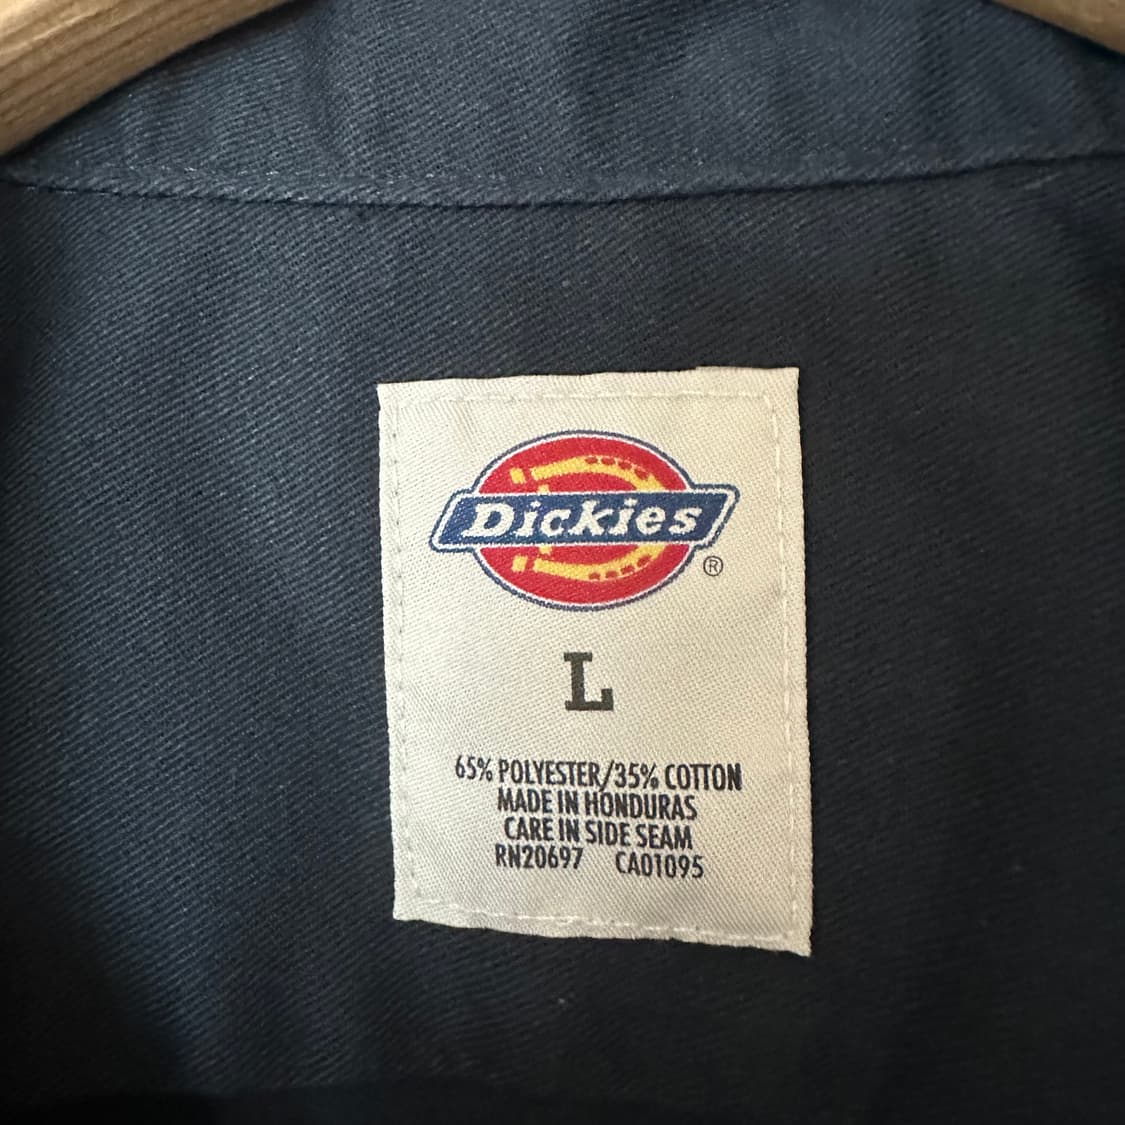 Dickies
®
L
65% POLYESTER/35% COTTON
MADE IN HONDURAS
CARE IN SIDE SEAM
RN20697 CA01095